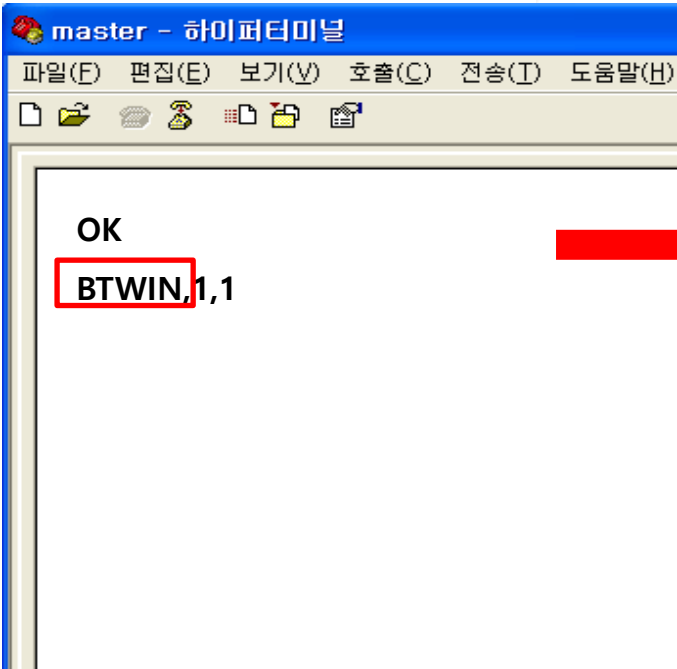 master - 하이퍼터미널
파일(F) 편집(E) 보기(V) 호출(C) 전송(T) 도움말(H)
OK
BTWIN,1,1